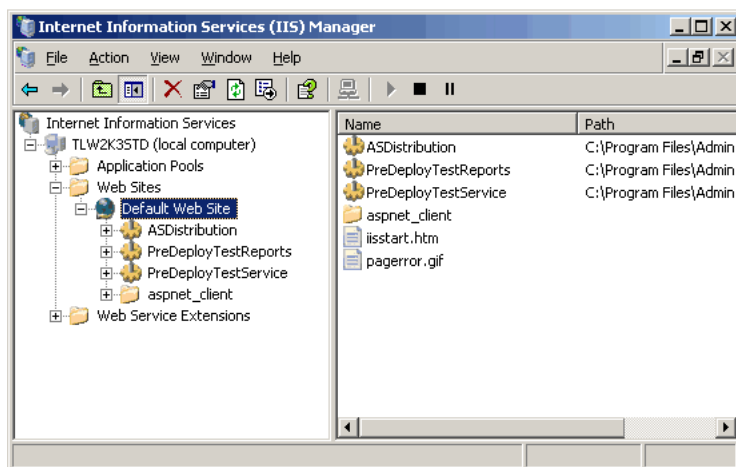 Internet Information Services (IIS) Manager
File Action View Window Help
Internet Information Services
TLW2K3STD (local computer)
Application Pools
Web Sites
Default Web Site
ASDistribution
PreDeployTestReports
PreDeployTestService
aspnet_client
Web Service Extensions
Name Path
ASDistribution C:\Program Files\Admin
PreDeployTestReports C:\Program Files\Admin
PreDeployTestService C:\Program Files\Admin
aspnet_client
iisstart.htm
pagerror.gif